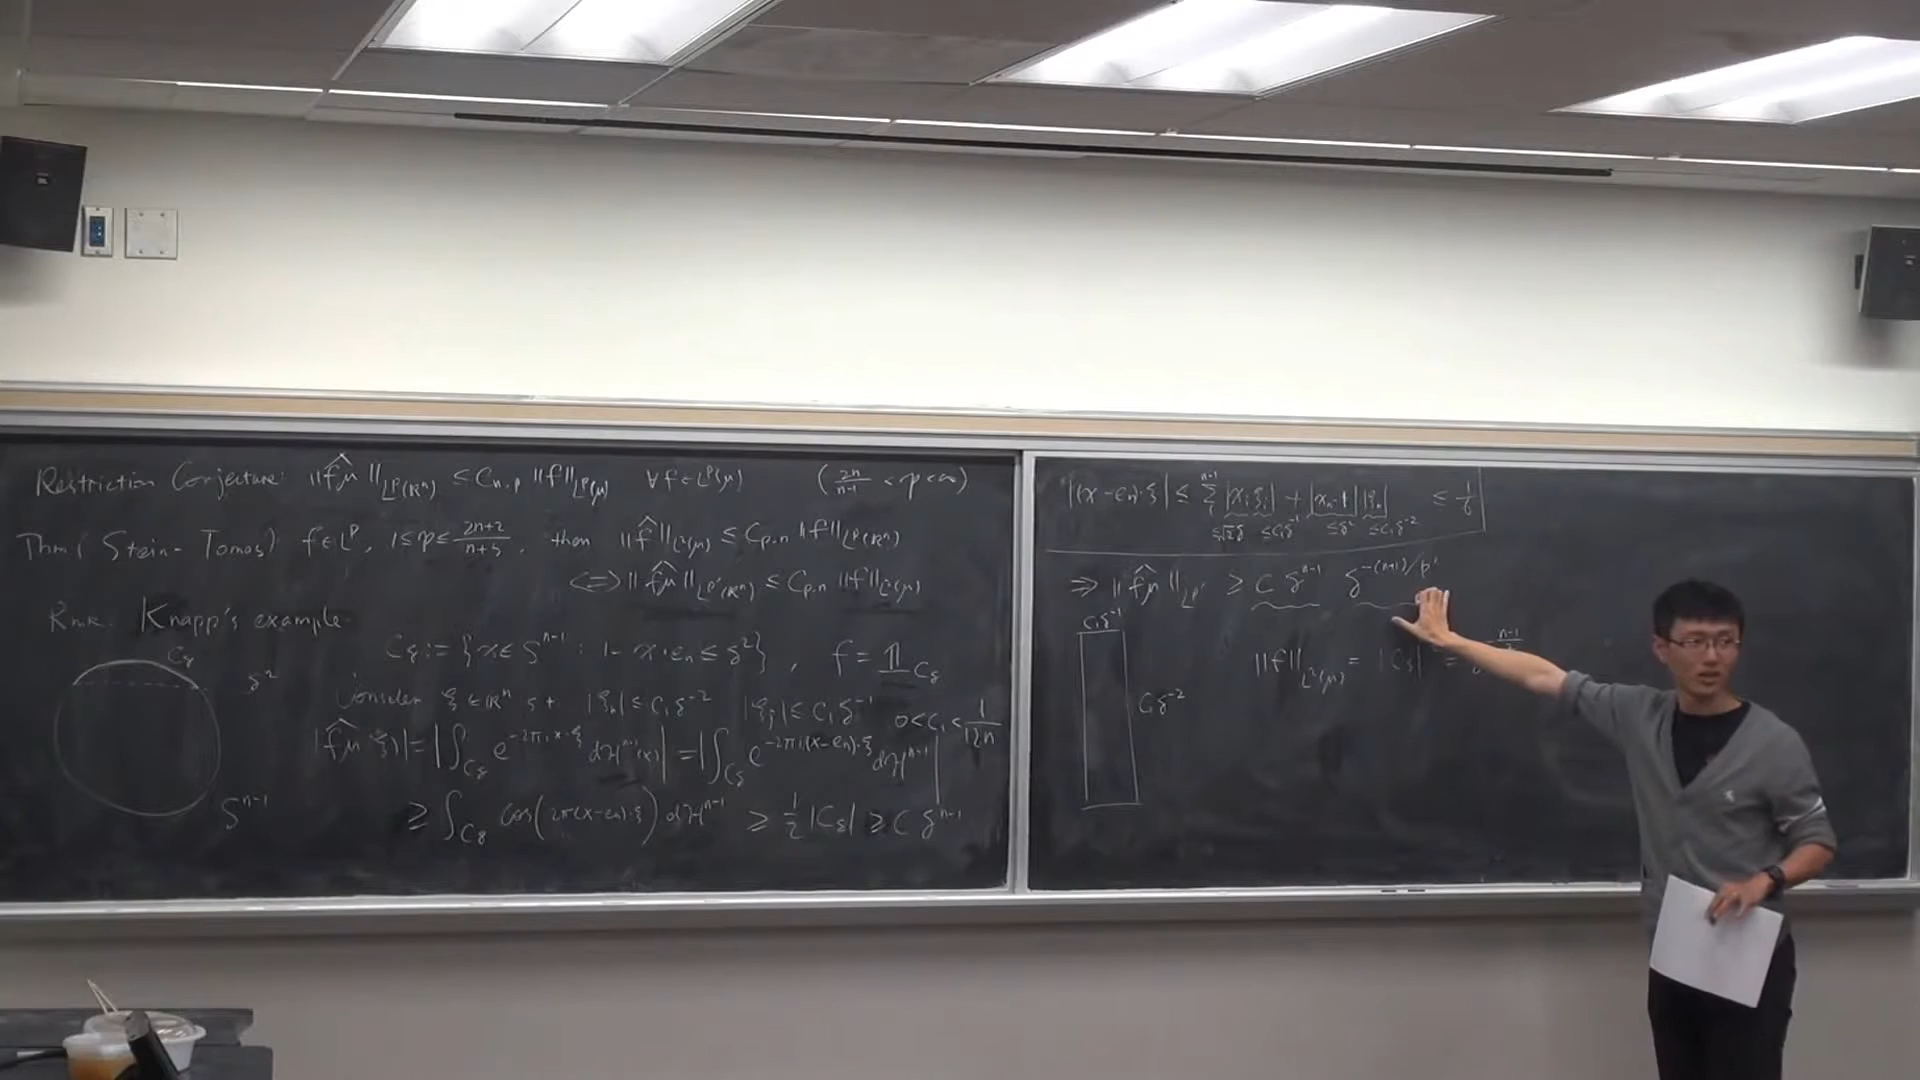 Restriction Conjecture: ‖\widehat{fμ}‖_{L^p(ℝ^n)} ≤ C_{n,p} ‖f‖_{L^p(μ)} ∀f∈L^p(μ) (2n/(n-1) < p < ∞)
Thm (Stein-Tomas) f∈L^p, 1≤p≤ (2n+2)/(n+3), then ‖\hat{f}‖_{L^2(μ)} ≤ C_{p,n} ‖f‖_{L^p(ℝ^n)}
⟺ ‖\widehat{fμ}‖_{L^{p'}(ℝ^n)} ≤ C_{p,n} ‖f‖_{L^2(μ)}
Rmk. Knapp's example.
C_δ := {x∈S^{n-1} : 1 - x·e_n ≤ δ^2}, f = 𝟙_{C_δ}
C_δ
δ^2
S^{n-1}
Consider ξ∈ℝ^n st |ξ_n| ≤ C_1 δ^{-2} |ξ_j| ≤ C_1 δ^{-1} 0<C_1<1/(12n)
|\widehat{fμ}(ξ)| = |∫_{C_δ} e^{-2πi x·ξ} dH^{n-1}(x)| = |∫_{C_δ} e^{-2πi(x-e_n)·ξ} dH^{n-1}|
≥ ∫_{C_δ} cos(2π(x-e_n)·ξ) dH^{n-1} ≥ 1/2 |C_δ| ≥ C δ^{n-1}
|(x-e_n)·ξ| ≤ Σ^{n-1} |x_i ξ_i| + |x_n-1| |ξ_n| ≤ 1/6
≤√2δ ≤C_1δ^{-1} ≤δ^2 ≤C_1δ^{-2}
⇒ ‖\widehat{fμ}‖_{L^{p'}} ≥ C δ^{n-1} δ^{-(n+1)/p'}
C_1δ^{-1}
C_1δ^{-2}
‖f‖_{L^2(μ)} = |C_δ| =